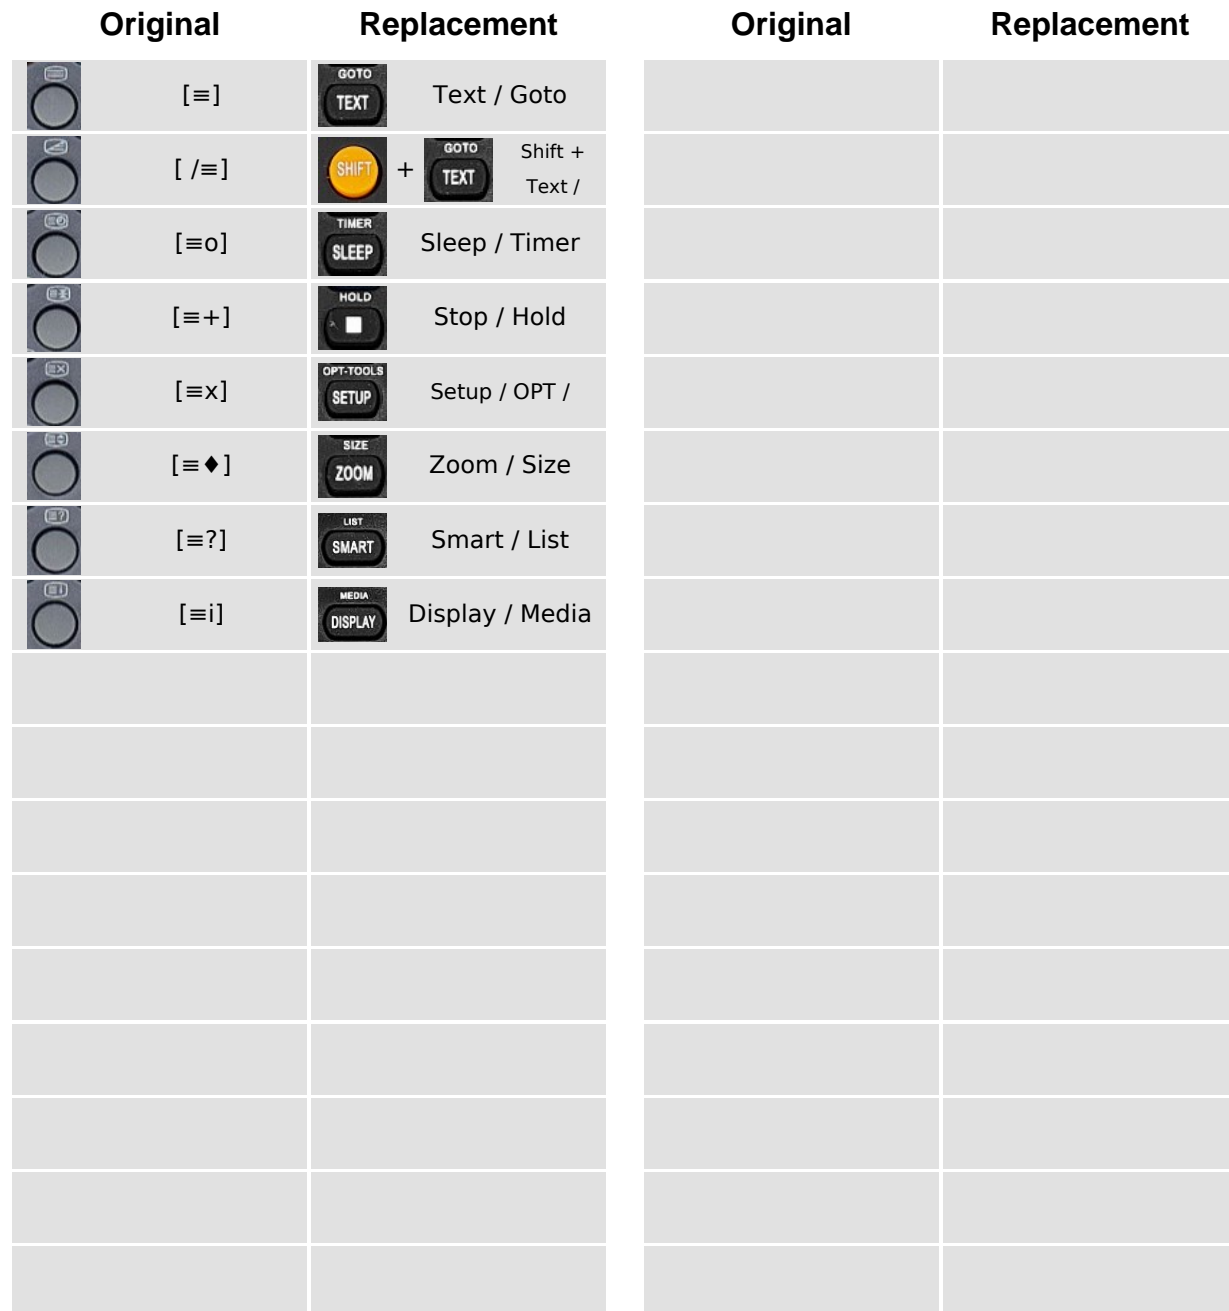 Original Replacement Original Replacement
[≡] GOTO TEXT Text / Goto
[ /≡] SHIFT + GOTO TEXT Shift +
Text /
[≡o] TIMER SLEEP Sleep / Timer
[≡+] HOLD Stop / Hold
[≡x] OPT-TOOLS SETUP Setup / OPT /
[≡♦] SIZE ZOOM Zoom / Size
[≡?] LIST SMART Smart / List
[≡i] MEDIA DISPLAY Display / Media